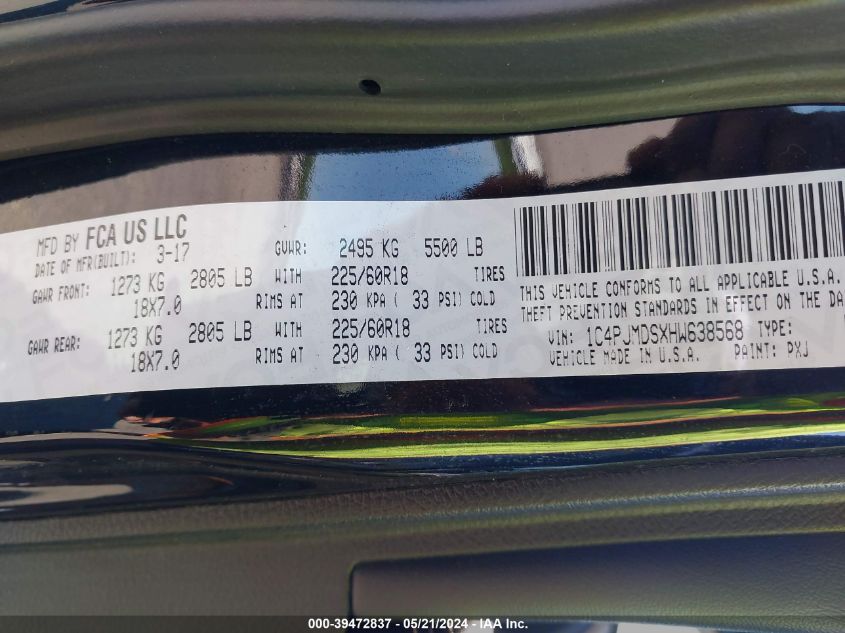 MFD BY FCA US LLC
DATE OF MFR(BUILT): 3-17 GVWR: 2495 KG 5500 LB
GAWR FRONT: 1273 KG 2805 LB WITH 225/60R18 TIRES
18X7.0 RIMS AT 230 KPA ( 33 PSI) COLD
GAWR REAR: 1273 KG 2805 LB WITH 225/60R18 TIRES
18X7.0 RIMS AT 230 KPA ( 33 PSI) COLD
THIS VEHICLE CONFORMS TO ALL APPLICABLE U.S.A.
THEFT PREVENTION STANDARDS IN EFFECT ON THE DA
VIN: 1C4PJMDSXHW638568 TYPE:
VEHICLE MADE IN U.S.A. PAINT: PXJ
000-39472837 - 05/21/2024 - IAA Inc.